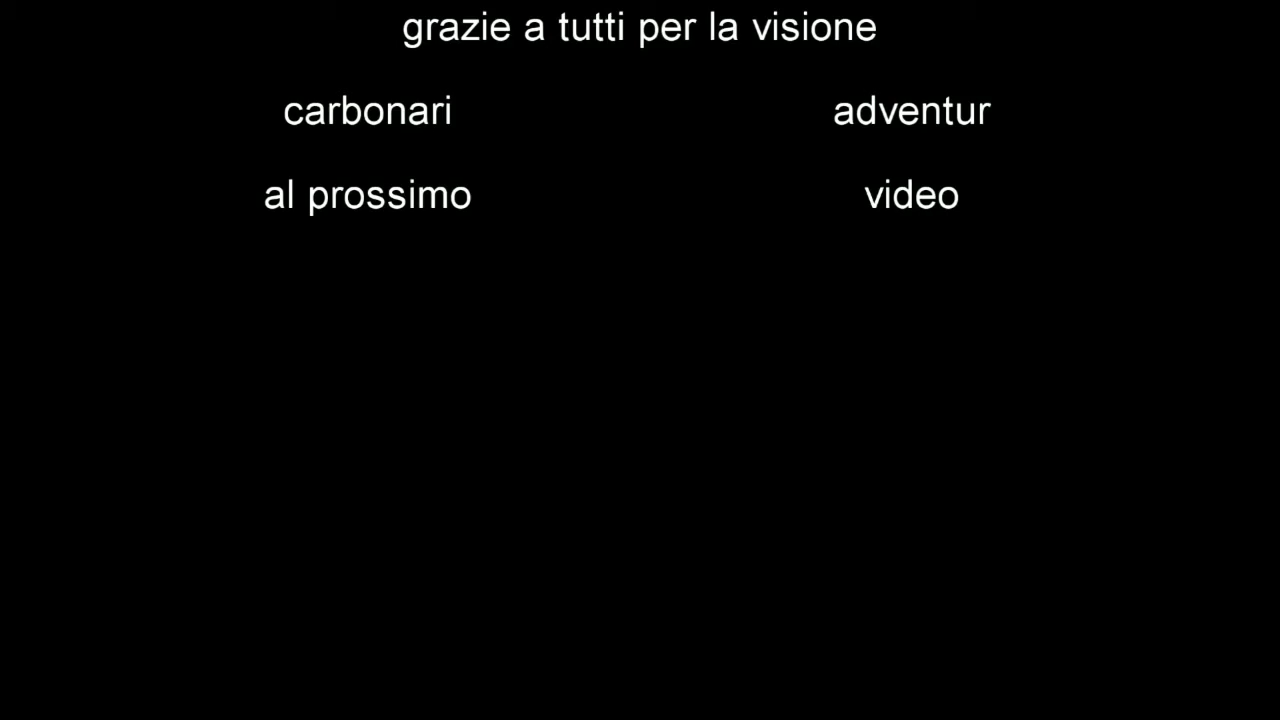 grazie a tutti per la visione
carbonari adventur
al prossimo video